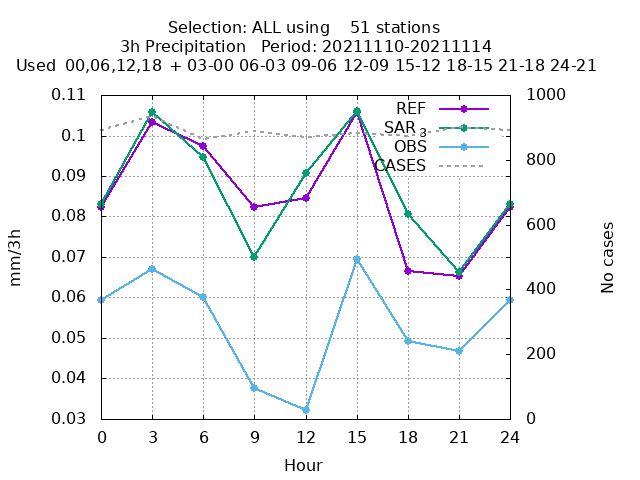 Selection: ALL using    51 stations
3h Precipitation   Period: 20211110-20211114
Used  00,06,12,18  + 03-00 06-03 09-06 12-09 15-12 18-15 21-18 24-21
REF
SAR 3
OBS
CASES
0.11
0.1
0.09
0.08
0.07
0.06
0.05
0.04
0.03
mm/3h
1000
800
600
400
200
0
No cases
0 3 6 9 12 15 18 21 24
Hour